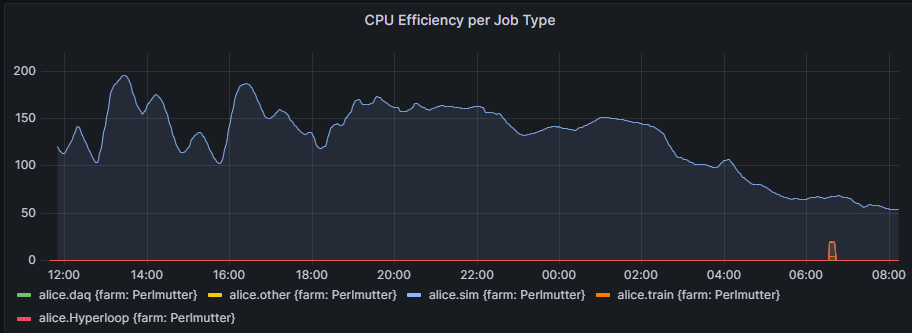 CPU Efficiency per Job Type
200
150
100
50
0
12:00 14:00 16:00 18:00 20:00 22:00 00:00 02:00 04:00 06:00 08:00
alice.daq {farm: Perlmutter} alice.other {farm: Perlmutter} alice.sim {farm: Perlmutter} alice.train {farm: Perlmutter}
alice.Hyperloop {farm: Perlmutter}